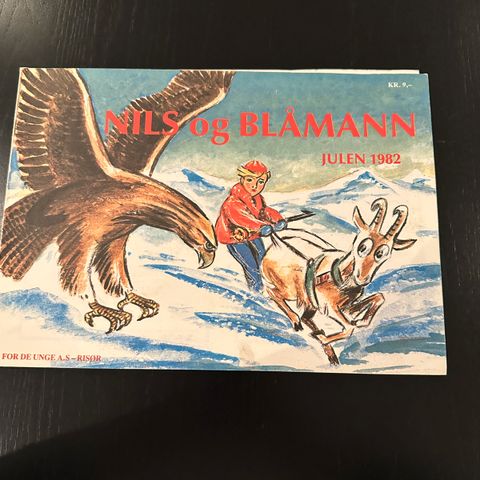 KR. 9,–
NILS og BLÅMANN
JULEN 1982
FOR DE UNGE A.S – RISØR